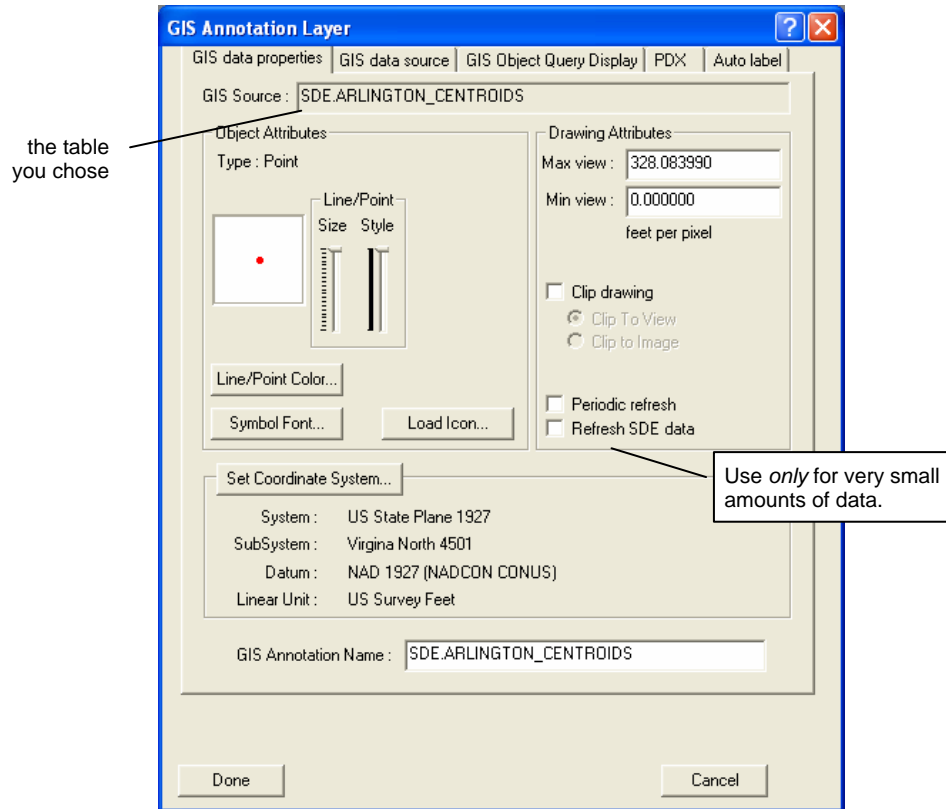 GIS Annotation Layer
GIS data properties
GIS data source
GIS Object Query Display
PDX
Auto label
GIS Source : SDE.ARLINGTON_CENTROIDS
the table
you chose
Object Attributes
Type : Point
Line/Point
Size Style
Line/Point Color...
Symbol Font...
Load Icon...
Drawing Attributes
Max view : 328.083990
Min view : 0.000000
feet per pixel
Clip drawing
Clip To View
Clip to Image
Periodic refresh
Refresh SDE data
Use only for very small
amounts of data.
Set Coordinate System...
System : US State Plane 1927
SubSystem : Virgina North 4501
Datum : NAD 1927 (NADCON CONUS)
Linear Unit : US Survey Feet
GIS Annotation Name : SDE.ARLINGTON_CENTROIDS
Done
Cancel